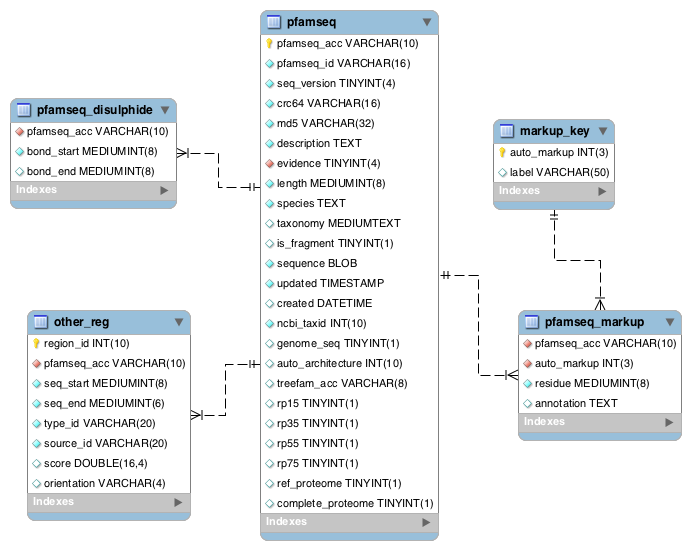 pfamseq
pfamseq_acc VARCHAR(10)
pfamseq_id VARCHAR(16)
seq_version TINYINT(4)
crc64 VARCHAR(16)
md5 VARCHAR(32)
description TEXT
evidence TINYINT(4)
length MEDIUMINT(8)
species TEXT
taxonomy MEDIUMTEXT
is_fragment TINYINT(1)
sequence BLOB
updated TIMESTAMP
created DATETIME
ncbi_taxid INT(10)
genome_seq TINYINT(1)
auto_architecture INT(10)
treefam_acc VARCHAR(8)
rp15 TINYINT(1)
rp35 TINYINT(1)
rp55 TINYINT(1)
rp75 TINYINT(1)
ref_proteome TINYINT(1)
complete_proteome TINYINT(1)
Indexes
pfamseq_disulphide
pfamseq_acc VARCHAR(10)
bond_start MEDIUMINT(8)
bond_end MEDIUMINT(8)
Indexes
markup_key
auto_markup INT(3)
label VARCHAR(50)
Indexes
other_reg
region_id INT(10)
pfamseq_acc VARCHAR(10)
seq_start MEDIUMINT(8)
seq_end MEDIUMINT(6)
type_id VARCHAR(20)
source_id VARCHAR(20)
score DOUBLE(16,4)
orientation VARCHAR(4)
Indexes
pfamseq_markup
pfamseq_acc VARCHAR(10)
auto_markup INT(3)
residue MEDIUMINT(8)
annotation TEXT
Indexes